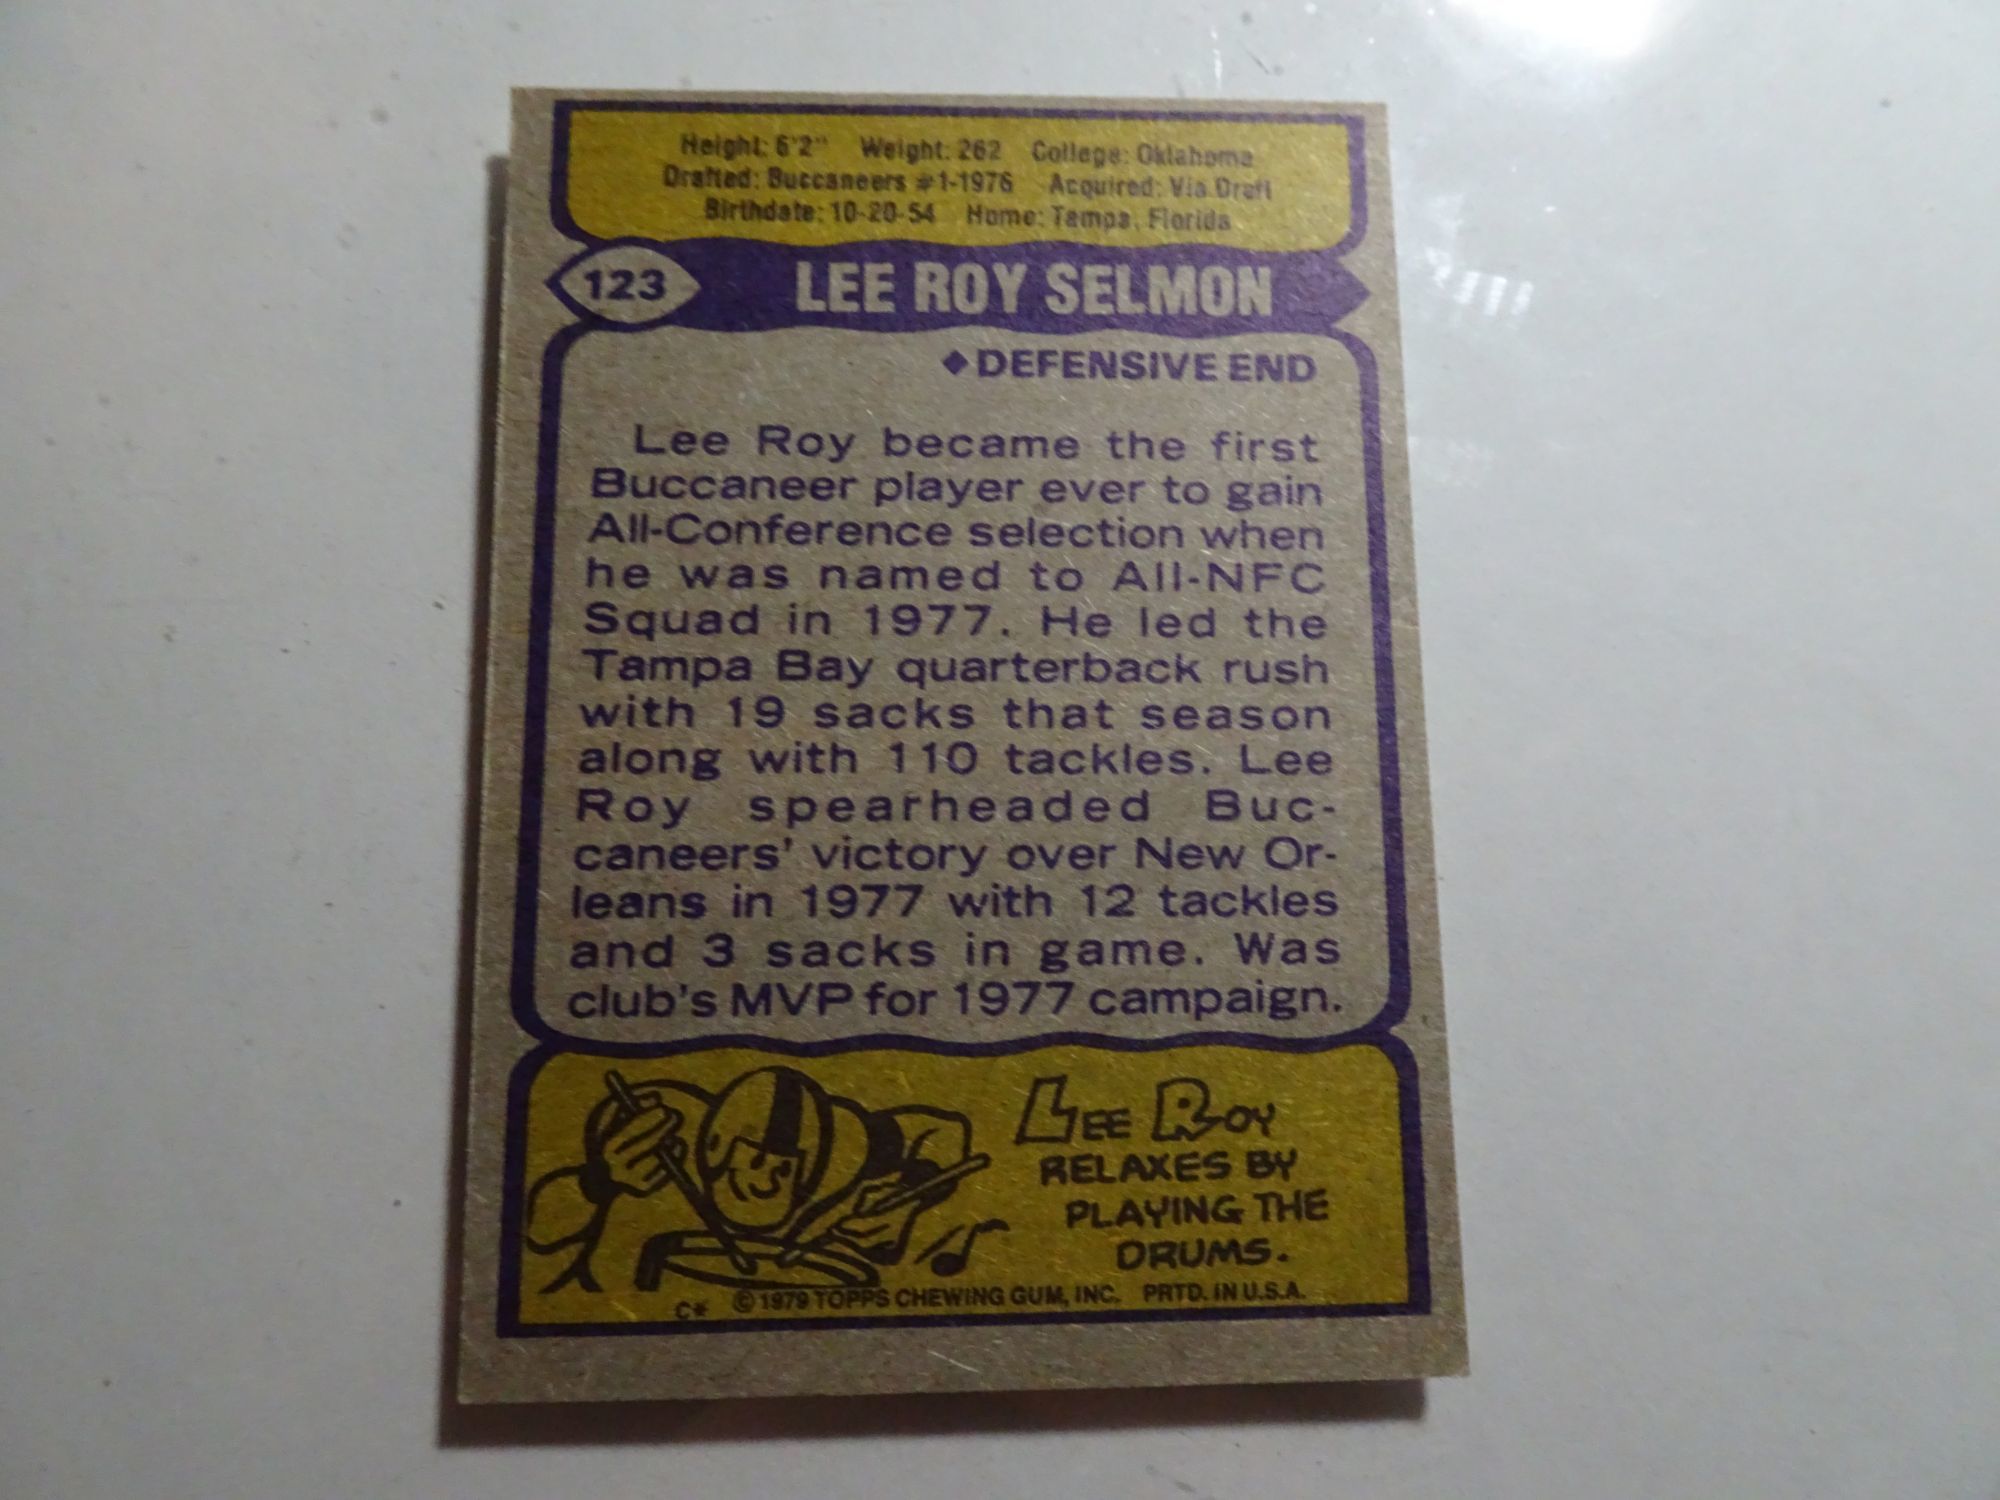 Height: 6'2" Weight: 262 College: Oklahoma
Drafted: Buccaneers #1-1976 Acquired: Via Draft
Birthdate: 10-20-54 Home: Tampa, Florida
123 LEE ROY SELMON
◆DEFENSIVE END
Lee Roy became the first
Buccaneer player ever to gain
All-Conference selection when
he was named to All-NFC
Squad in 1977. He led the
Tampa Bay quarterback rush
with 19 sacks that season
along with 110 tackles. Lee
Roy spearheaded Buc-
caneers' victory over New Or-
leans in 1977 with 12 tackles
and 3 sacks in game. Was
club's MVP for 1977 campaign.
LEE ROY
RELAXES BY
PLAYING THE
DRUMS.
C* © 1979 TOPPS CHEWING GUM, INC. PRTD. IN U.S.A.